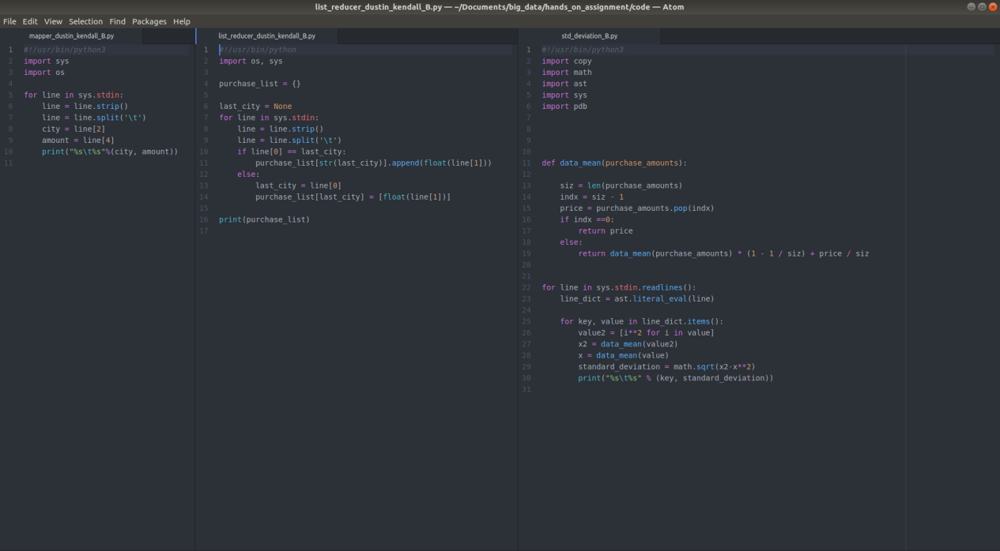 list_reducer_dustin_kendall_B.py — ~/Documents/big_data/hands_on_assignment/code — Atom
File Edit View Selection Find Packages Help
mapper_dustin_kendall_B.py
1 #!/usr/bin/python3
2 import sys
3 import os
4
5 for line in sys.stdin:
6     line = line.strip()
7     line = line.split('\t')
8     city = line[2]
9     amount = line[4]
10     print("%s\t%s"%(city, amount))
11
list_reducer_dustin_kendall_B.py
1 #!/usr/bin/python
2 import os, sys
3
4 purchase_list = {}
5
6 last_city = None
7 for line in sys.stdin:
8     line = line.strip()
9     line = line.split('\t')
10     if line[0] == last_city:
11         purchase_list[str(last_city)].append(float(line[1]))
12     else:
13         last_city = line[0]
14         purchase_list[last_city] = [float(line[1])]
15
16 print(purchase_list)
17
std_deviation_B.py
1 #!/usr/bin/python3
2 import copy
3 import math
4 import ast
5 import sys
6 import pdb
7
8
9
10
11 def data_mean(purchase_amounts):
12
13     siz = len(purchase_amounts)
14     indx = siz - 1
15     price = purchase_amounts.pop(indx)
16     if indx ==0:
17         return price
18     else:
19         return data_mean(purchase_amounts) * (1 - 1 / siz) + price / siz
20
21
22 for line in sys.stdin.readlines():
23     line_dict = ast.literal_eval(line)
24
25     for key, value in line_dict.items():
26         value2 = [i**2 for i in value]
27         x2 = data_mean(value2)
28         x = data_mean(value)
29         standard_deviation = math.sqrt(x2-x**2)
30         print("%s\t%s" % (key, standard_deviation))
31